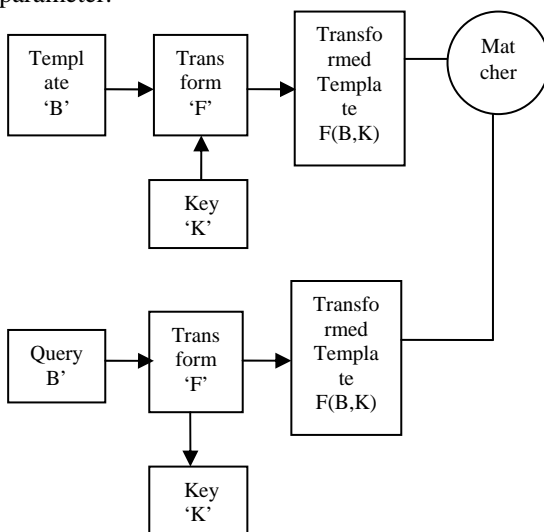 parameter.
Templ
ate
‘B’
Trans
form
‘F’
Transfo
rmed
Templa
te
F(B,K)
Mat
cher
Key
‘K’
Query
B’
Trans
form
‘F’
Transfo
rmed
Templa
te
F(B,K)
Key
‘K’